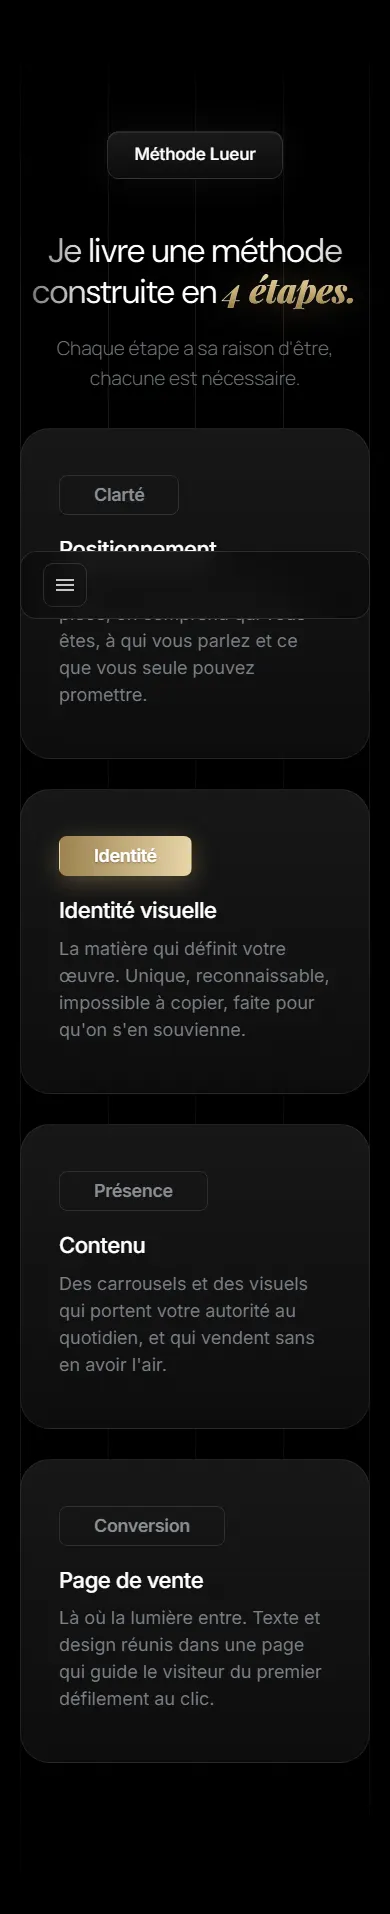 Méthode Lueur
Je livre une méthode
construite en 4 étapes.
Chaque étape a sa raison d'être,
chacune est nécessaire.
Clarté
Positionnement
êtes, à qui vous parlez et ce
que vous seule pouvez
promettre.
Identité
Identité visuelle
La matière qui définit votre
œuvre. Unique, reconnaissable,
impossible à copier, faite pour
qu'on s'en souvienne.
Présence
Contenu
Des carrousels et des visuels
qui portent votre autorité au
quotidien, et qui vendent sans
en avoir l'air.
Conversion
Page de vente
Là où la lumière entre. Texte et
design réunis dans une page
qui guide le visiteur du premier
défilement au clic.